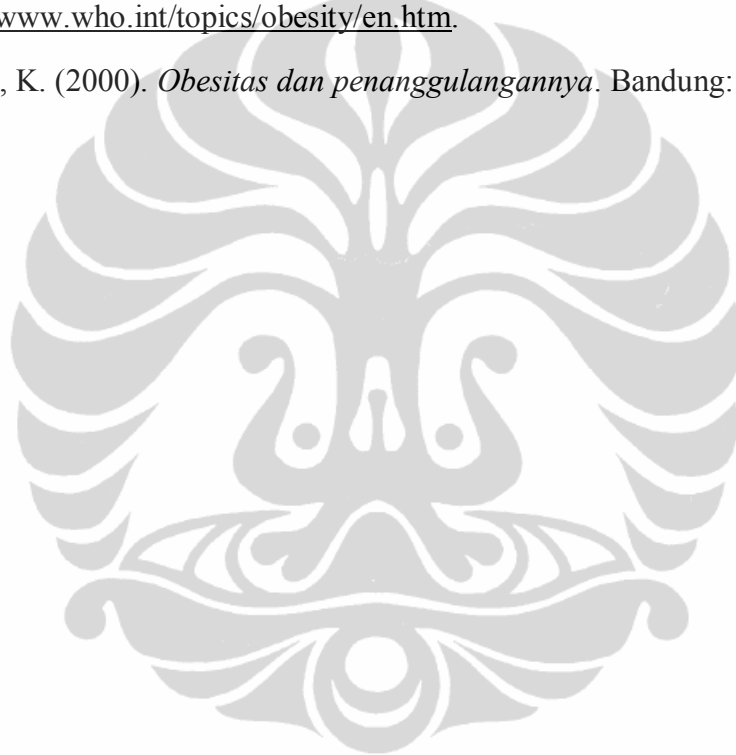 www.who.int/topics/obesity/en.htm.
, K. (2000). Obesitas dan penanggulangannya. Bandung: